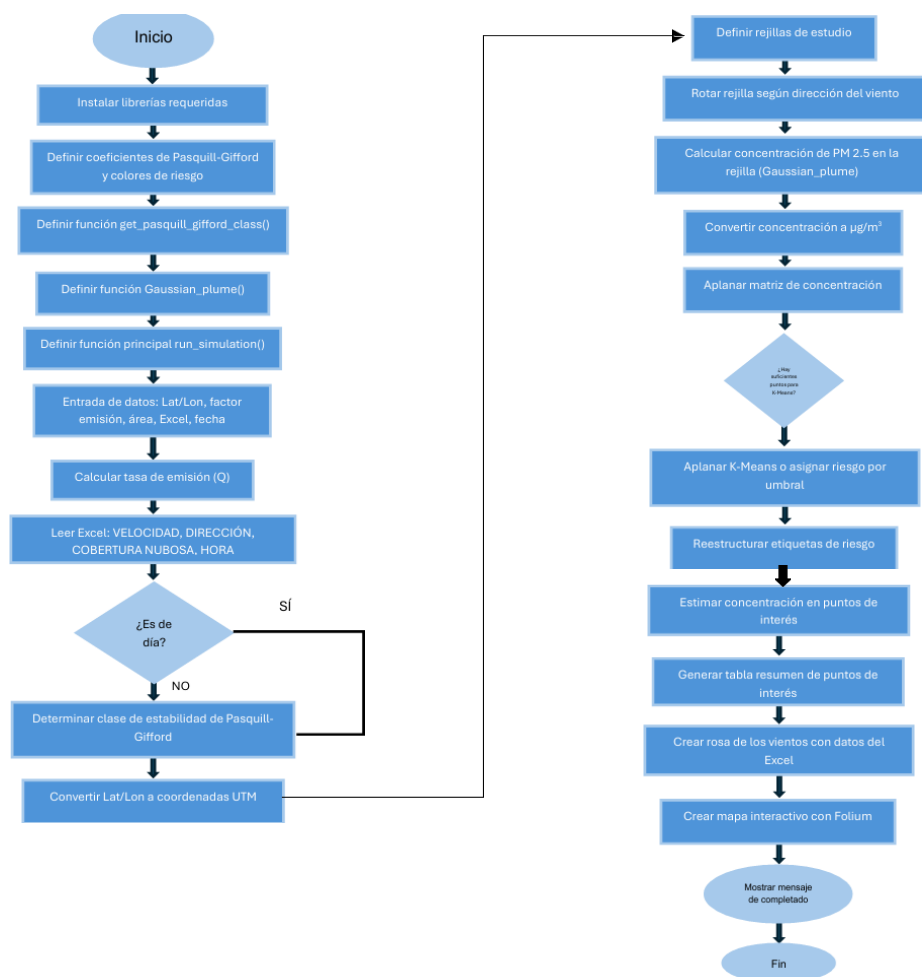 Inicio
Instalar librerías requeridas
Definir coeficientes de Pasquill-Gifford
y colores de riesgo
Definir función get_pasquill_gifford_class()
Definir función Gaussian_plume()
Definir función principal run_simulation()
Entrada de datos: Lat/Lon, factor
emisión, área, Excel, fecha
Calcular tasa de emisión (Q)
Leer Excel: VELOCIDAD, DIRECCIÓN,
COBERTURA NUBOSA, HORA
¿Es de
día?
SÍ
NO
Determinar clase de estabilidad de Pasquill-
Gifford
Convertir Lat/Lon a coordenadas UTM
Definir rejillas de estudio
Rotar rejilla según dirección del viento
Calcular concentración de PM 2.5 en la
rejilla (Gaussian_plume)
Convertir concentración a µg/m³
Aplanar matriz de concentración
¿Hay
suficientes
puntos para
K-Means?
Aplanar K-Means o asignar riesgo por
umbral
Reestructurar etiquetas de riesgo
Estimar concentración en puntos de
interés
Generar tabla resumen de puntos de
interés
Crear rosa de los vientos con datos del
Excel
Crear mapa interactivo con Folium
Mostrar mensaje
de completado
Fin